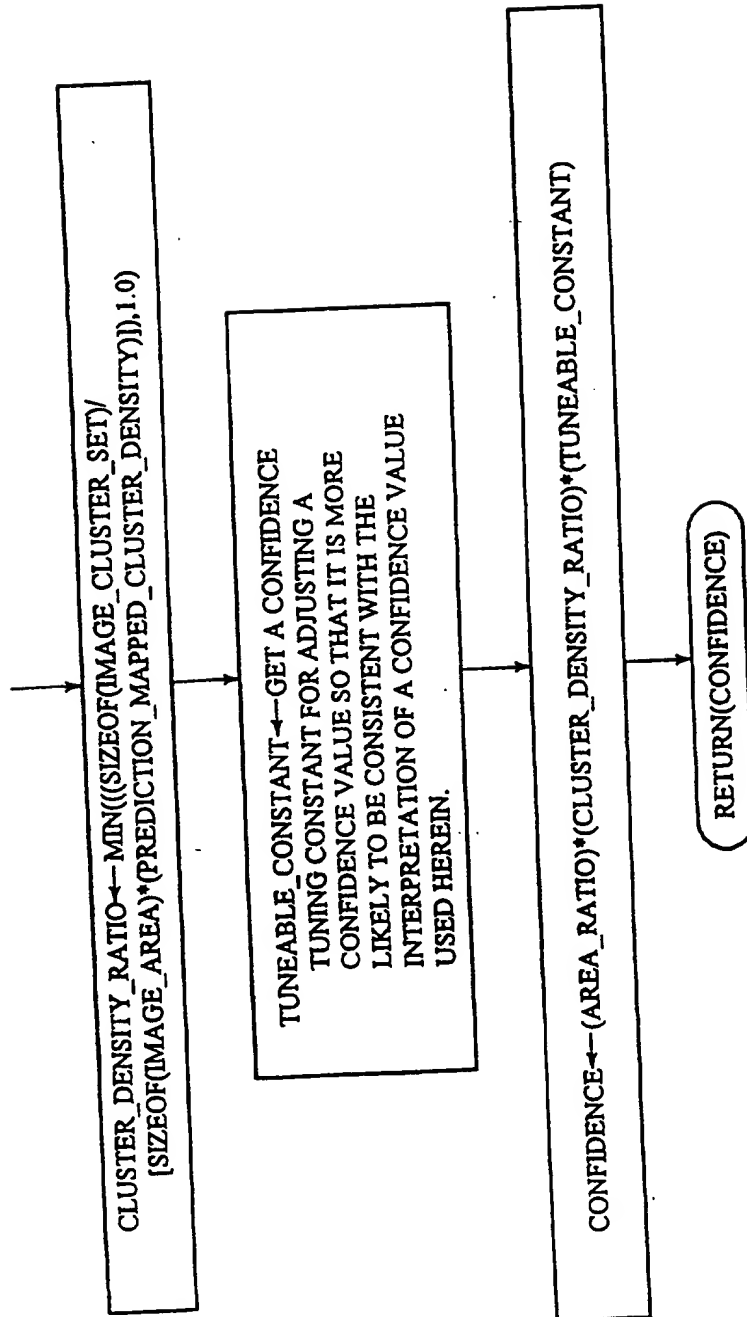 CLUSTER_DENSITY_RATIO←MIN(((SIZEOF(IMAGE_CLUSTER_SET)/
[SIZEOF(IMAGE_AREA)*(PREDICTION_MAPPED_CLUSTER_DENSITY)]),1.0)
TUNEABLE_CONSTANT←GET A CONFIDENCE
TUNING CONSTANT FOR ADJUSTING A
CONFIDENCE VALUE SO THAT IT IS MORE
LIKELY TO BE CONSISTENT WITH THE
INTERPRETATION OF A CONFIDENCE VALUE
USED HEREIN.
CONFIDENCE←(AREA_RATIO)*(CLUSTER_DENSITY_RATIO)*(TUNEABLE_CONSTANT)
RETURN(CONFIDENCE)